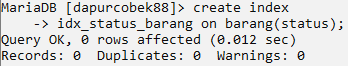 MariaDB [dapurcobek88]> create index
    -> idx_status_barang on barang(status);
Query OK, 0 rows affected (0.012 sec)
Records: 0  Duplicates: 0  Warnings: 0